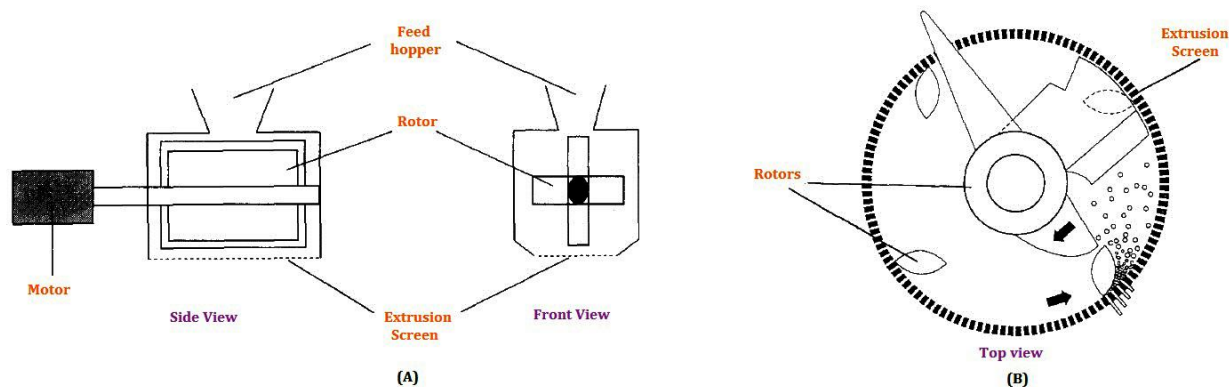 Feed
hopper
Rotor
Motor
Side View
Extrusion
Screen
Front View
(A)
Extrusion
Screen
Rotors
Top view
(B)